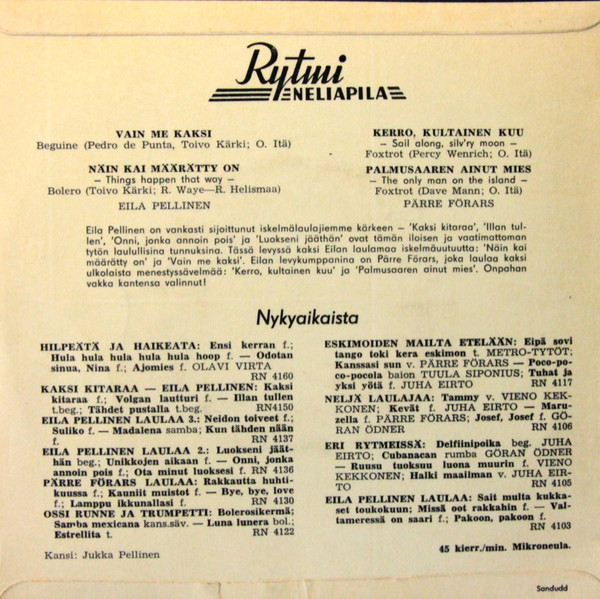 Rytmi
NELIAPILA
VAIN ME KAKSI
Beguine (Pedro de Punta, Toivo Kärki; O. Itä)
NÄIN KAI MÄÄRÄTTY ON
– Things happen that way –
Bolero (Toivo Kärki; R. Waye—R. Helismaa)
EILA PELLINEN
KERRO, KULTAINEN KUU
– Sail along, silv'ry moon –
Foxtrot (Percy Wenrich; O. Itä)
PALMUSAAREN AINUT MIES
– The only man on the island –
Foxtrot (Dave Mann; O. Itä)
PÄRRE FÖRARS
Eila Pellinen on vankasti sijoittunut iskelmälaulajiemme kärkeen – 'Kaksi kitaraa', 'Illan tul-
len', 'Onni, jonka annoin pois' ja 'Luokseni jääthän' ovat tämän iloisen ja vaatimattoman
tytön laulullisina tunnuksina. Tässä levyssä kaksi Eilan laulamaa iskelmäuutuutta: 'Näin kai
määrätty on' ja 'Vain me kaksi'. Eilan levykumppanina on Pärre Förars, joka laulaa kaksi
ulkolaista menestyssävelmää: 'Kerro, kultainen kuu' ja 'Palmusaaren ainut mies'. Onpahan
vakka kantensa valinnut!
Nykyaikaista
HILPEÄTÄ JA HAIKEATA: Ensi kerran f.;
Hula hula hula hula hula hoop f. — Odotan
sinua, Nina f.; Ajomies f. OLAVI VIRTA
RN 4160
KAKSI KITARAA — EILA PELLINEN: Kaksi
kitaraa f.; Volgan lautturi f. — Illan tullen
t.beg.; Tähdet pustalla t.beg. RN4150
EILA PELLINEN LAULAA 3.: Neidon toiveet f.;
Suliko f. — Madalena samba; Kun tähden nään
f. RN 4137
EILA PELLINEN LAULAA 2.: Luokseni jäät-
hän beg.; Unikkojen aikaan f. — Onni, jonka
annoin pois f.; Ota minut luoksesi f. RN 4136
PÄRRE FÖRARS LAULAA: Rakkautta huhti-
kuussa f.; Kauniit muistot f. — Bye, bye, love
f.; Lamppu ikkunallasi f. RN 4130
OSSI RUNNE JA TRUMPETTI: Bolerosikermä;
Samba mexicana kans.säv. — Luna lunera bol.;
Estrellita t. RN 4122
Kansi: Jukka Pellinen
ESKIMOIDEN MAILTA ETELÄÄN: Eipä sovi
tango toki kera eskimon t. METRO-TYTÖT;
Kanssasi sun v. PÄRRE FÖRARS — Poco-po-
co-pocola baion TUULA SIPONIUS; Tuhat ja
yksi yötä f. JUHA EIRTO RN 4117
NELJÄ LAULAJAA: Tammy v. VIENO KEK-
KONEN; Kevät f. JUHA EIRTO — Maru-
zella f. PÄRRE FÖRARS; Josef, Josef f. GÖ-
RAN ÖDNER RN 4106
ERI RYTMEISSÄ: Delfiinipoika beg. JUHA
EIRTO; Cubanacan rumba GÖRAN ÖDNER
— Ruusu tuoksuu luona muurin f. VIENO
KEKKONEN; Halki maailman v. JUHA EIR-
TO RN 4105
EILA PELLINEN LAULAA: Sait multa kukka-
set toukokuun; Missä oot rakkahin f. — Val-
tameressä on saari f.; Pakoon, pakoon f.
RN 4103
45 kierr./min. Mikroneula.
Sandudd